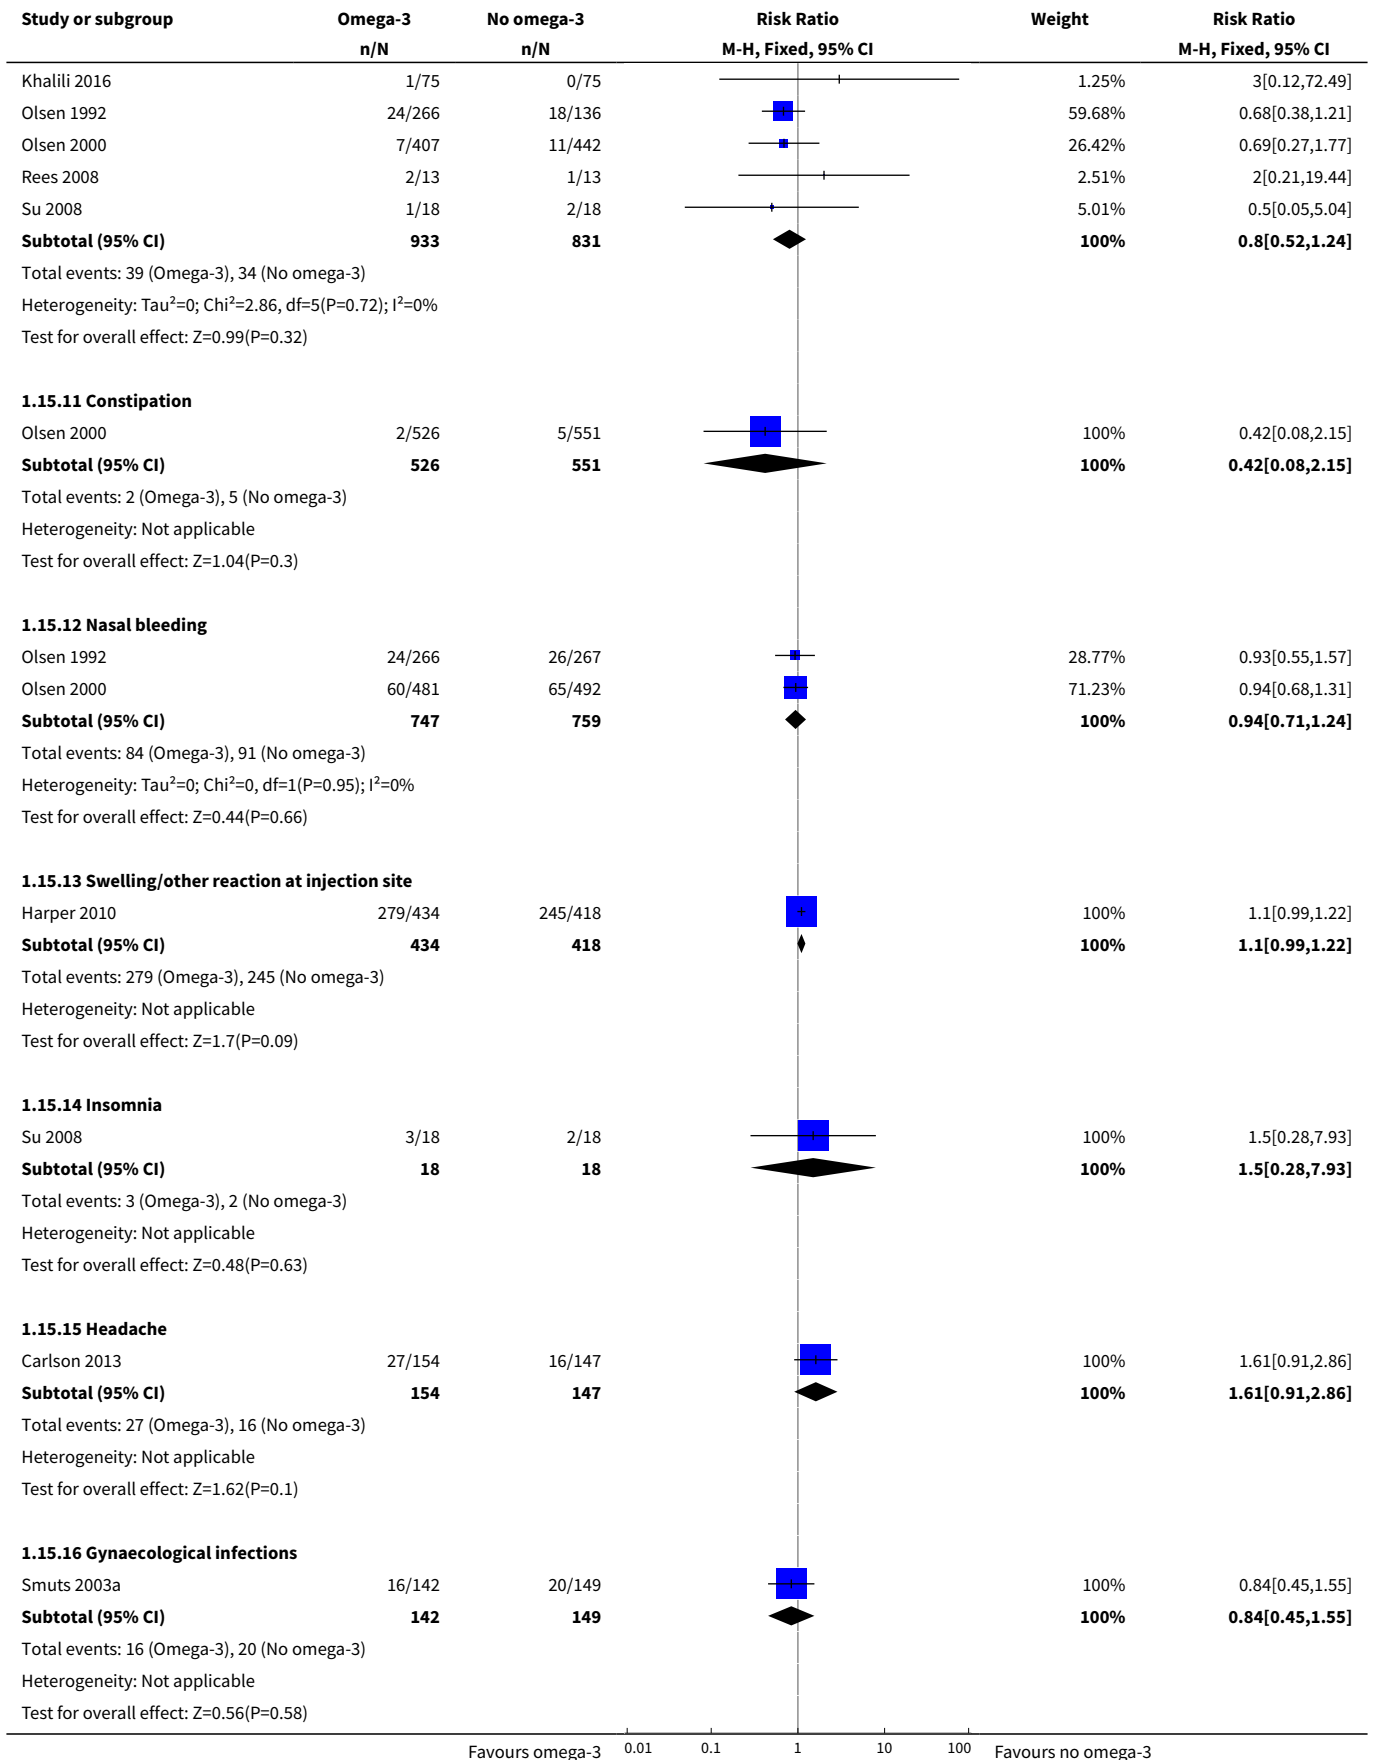 Study or subgroup Omega-3 No omega-3 Risk Ratio Weight Risk Ratio
n/N n/N M-H, Fixed, 95% CI M-H, Fixed, 95% CI
Khalili 2016 1/75 0/75 1.25% 3[0.12,72.49]
Olsen 1992 24/266 18/136 59.68% 0.68[0.38,1.21]
Olsen 2000 7/407 11/442 26.42% 0.69[0.27,1.77]
Rees 2008 2/13 1/13 2.51% 2[0.21,19.44]
Su 2008 1/18 2/18 5.01% 0.5[0.05,5.04]
Subtotal (95% CI) 933 831 100% 0.8[0.52,1.24]
Total events: 39 (Omega-3), 34 (No omega-3)
Heterogeneity: Tau²=0; Chi²=2.86, df=5(P=0.72); I²=0%
Test for overall effect: Z=0.99(P=0.32)
1.15.11 Constipation
Olsen 2000 2/526 5/551 100% 0.42[0.08,2.15]
Subtotal (95% CI) 526 551 100% 0.42[0.08,2.15]
Total events: 2 (Omega-3), 5 (No omega-3)
Heterogeneity: Not applicable
Test for overall effect: Z=1.04(P=0.3)
1.15.12 Nasal bleeding
Olsen 1992 24/266 26/267 28.77% 0.93[0.55,1.57]
Olsen 2000 60/481 65/492 71.23% 0.94[0.68,1.31]
Subtotal (95% CI) 747 759 100% 0.94[0.71,1.24]
Total events: 84 (Omega-3), 91 (No omega-3)
Heterogeneity: Tau²=0; Chi²=0, df=1(P=0.95); I²=0%
Test for overall effect: Z=0.44(P=0.66)
1.15.13 Swelling/other reaction at injection site
Harper 2010 279/434 245/418 100% 1.1[0.99,1.22]
Subtotal (95% CI) 434 418 100% 1.1[0.99,1.22]
Total events: 279 (Omega-3), 245 (No omega-3)
Heterogeneity: Not applicable
Test for overall effect: Z=1.7(P=0.09)
1.15.14 Insomnia
Su 2008 3/18 2/18 100% 1.5[0.28,7.93]
Subtotal (95% CI) 18 18 100% 1.5[0.28,7.93]
Total events: 3 (Omega-3), 2 (No omega-3)
Heterogeneity: Not applicable
Test for overall effect: Z=0.48(P=0.63)
1.15.15 Headache
Carlson 2013 27/154 16/147 100% 1.61[0.91,2.86]
Subtotal (95% CI) 154 147 100% 1.61[0.91,2.86]
Total events: 27 (Omega-3), 16 (No omega-3)
Heterogeneity: Not applicable
Test for overall effect: Z=1.62(P=0.1)
1.15.16 Gynaecological infections
Smuts 2003a 16/142 20/149 100% 0.84[0.45,1.55]
Subtotal (95% CI) 142 149 100% 0.84[0.45,1.55]
Total events: 16 (Omega-3), 20 (No omega-3)
Heterogeneity: Not applicable
Test for overall effect: Z=0.56(P=0.58)
Favours omega-3 0.01 0.1 1 10 100 Favours no omega-3